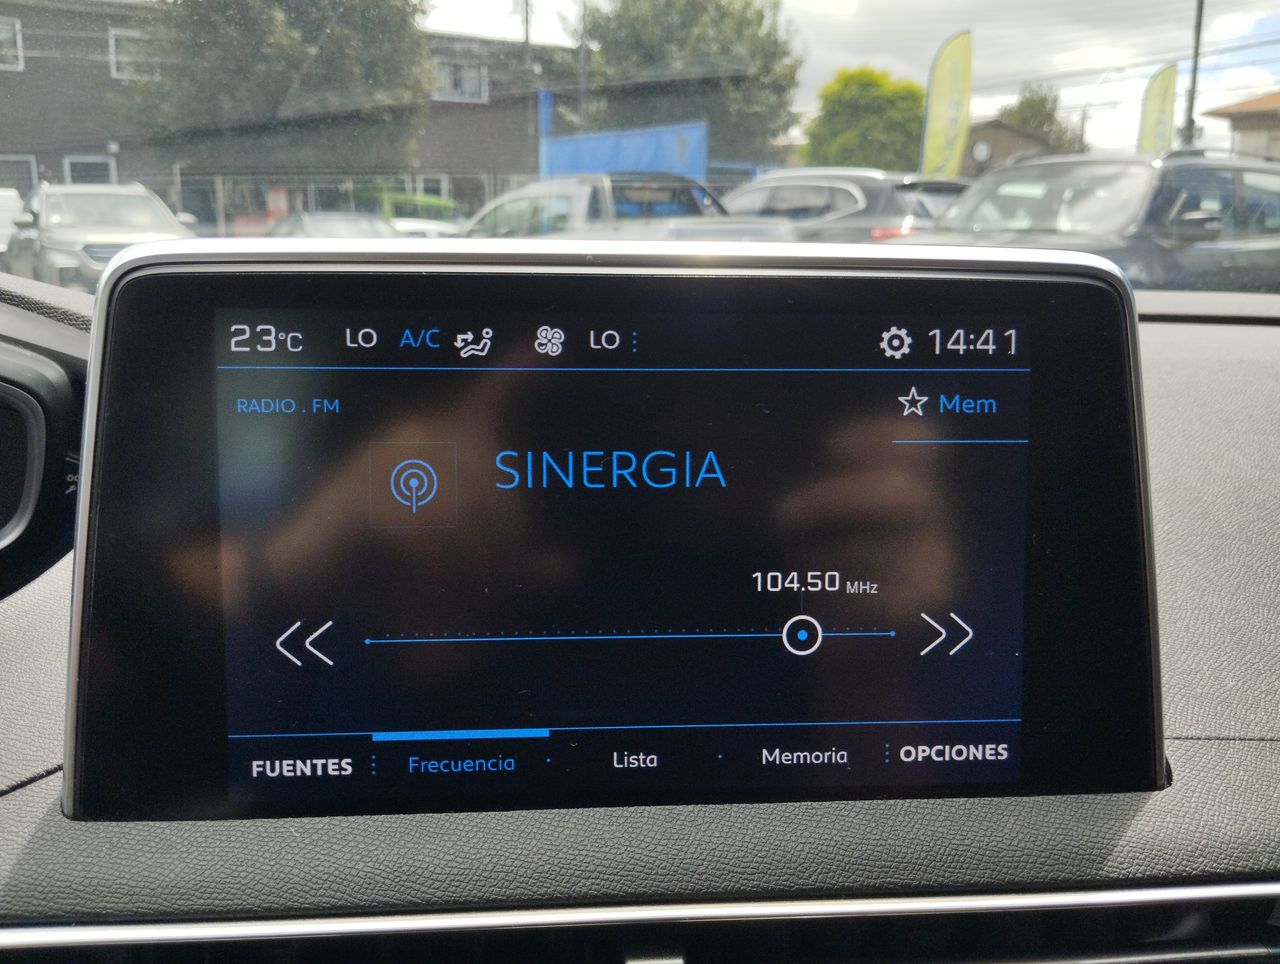 23°C LO A/C LO 14:41
RADIO . FM
Mem
SINERGIA
104.50 MHz
FUENTES Frecuencia Lista Memoria OPCIONES